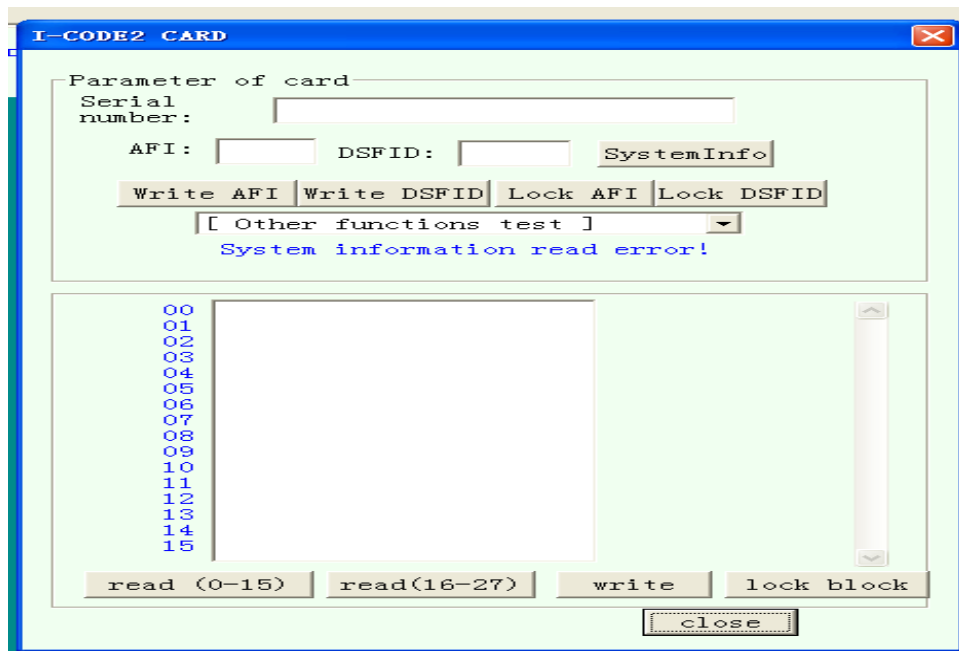 I-CODE2 CARD
Parameter of card
Serial
number:
AFI: DSFID: SystemInfo
Write AFI Write DSFID Lock AFI Lock DSFID
[ Other functions test ]
System information read error!
00
01
02
03
04
05
06
07
08
09
10
11
12
13
14
15
read (0-15) read(16-27) write lock block
close